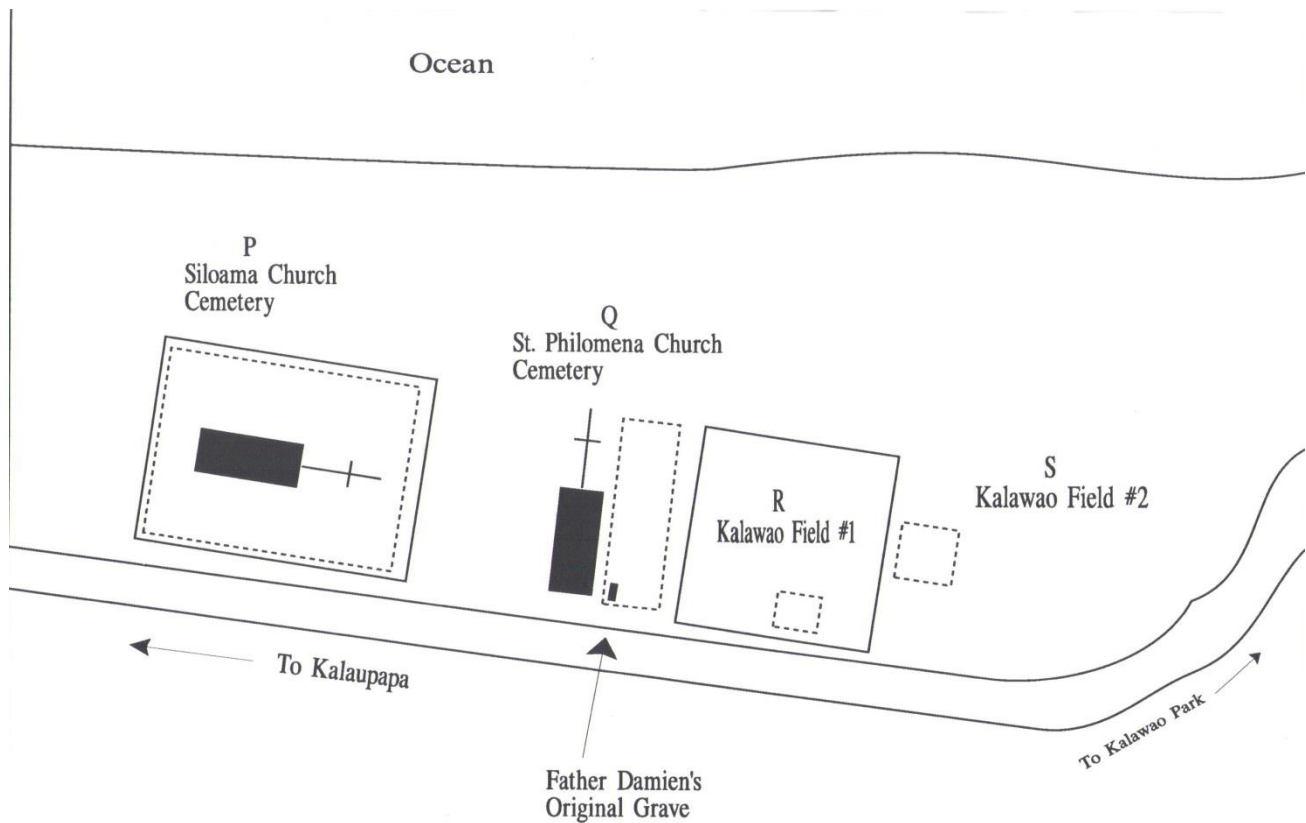 Ocean
P
Siloama Church
Cemetery
Q
St. Philomena Church
Cemetery
R
Kalawao Field #1
S
Kalawao Field #2
To Kalaupapa
To Kalawao Park
Father Damien's
Original Grave